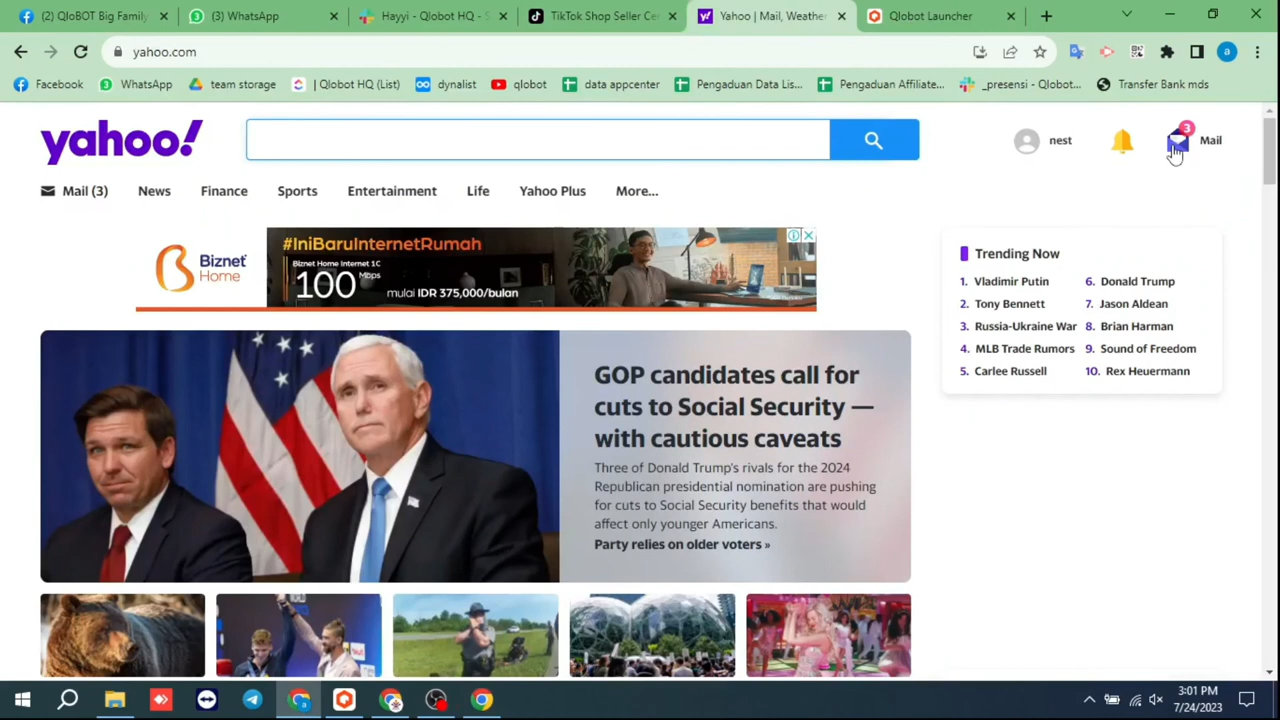 (2) QloBOT Big Family
(3) WhatsApp
Hayyi - Qlobot HQ - S
TikTok Shop Seller Cen
Yahoo | Mail, Weather
Qlobot Launcher
yahoo.com
a
Facebook
3 WhatsApp
team storage
| Qlobot HQ (List)
dynalist
qlobot
data appcenter
Pengaduan Data Lis...
Pengaduan Affiliate...
_presensi - Qlobot...
Transfer Bank mds
yahoo!
nest
3
Mail
Mail (3)
News
Finance
Sports
Entertainment
Life
Yahoo Plus
More...
Biznet
Home
#IniBaruInternetRumah
Biznet Home Internet 1C
100 Mbps mulai IDR 375,000/bulan
Trending Now
1. Vladimir Putin
2. Tony Bennett
3. Russia-Ukraine War
4. MLB Trade Rumors
5. Carlee Russell
6. Donald Trump
7. Jason Aldean
8. Brian Harman
9. Sound of Freedom
10. Rex Heuermann
GOP candidates call for
cuts to Social Security —
with cautious caveats
Three of Donald Trump's rivals for the 2024
Republican presidential nomination are pushing
for cuts to Social Security benefits that would
affect only younger Americans.
Party relies on older voters »
3:01 PM
7/24/2023